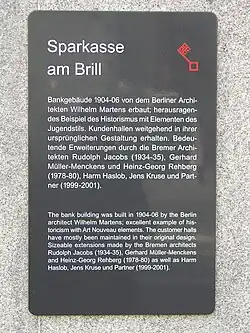 Sparkasse
am Brill
Bankgebäude 1904-06 von dem Berliner Archi-
tekten Wilhelm Martens erbaut; herausragen-
des Beispiel des Historismus mit Elementen des
Jugendstils. Kundenhallen weitgehend in ihrer
ursprünglichen Gestaltung erhalten. Bedeu-
tende Erweiterungen durch die Bremer Archi-
tekten Rudolph Jacobs (1934-35), Gerhard
Müller-Menckens und Heinz-Georg Rehberg
(1978-80), Harm Haslob, Jens Kruse und Part-
ner (1999-2001).
The bank building was built in 1904-06 by the Berlin
architect Wilhelm Martens; excellent example of his-
toricism with Art Nouveau elements. The customer halls
have mostly been maintained in their original design.
Sizeable extensions made by the Bremen architects
Rudolph Jacobs (1934-35), Gerhard Müller-Menckens
and Heinz-Georg Rehberg (1978-80) as well as Harm
Haslob, Jens Kruse und Partner (1999-2001).